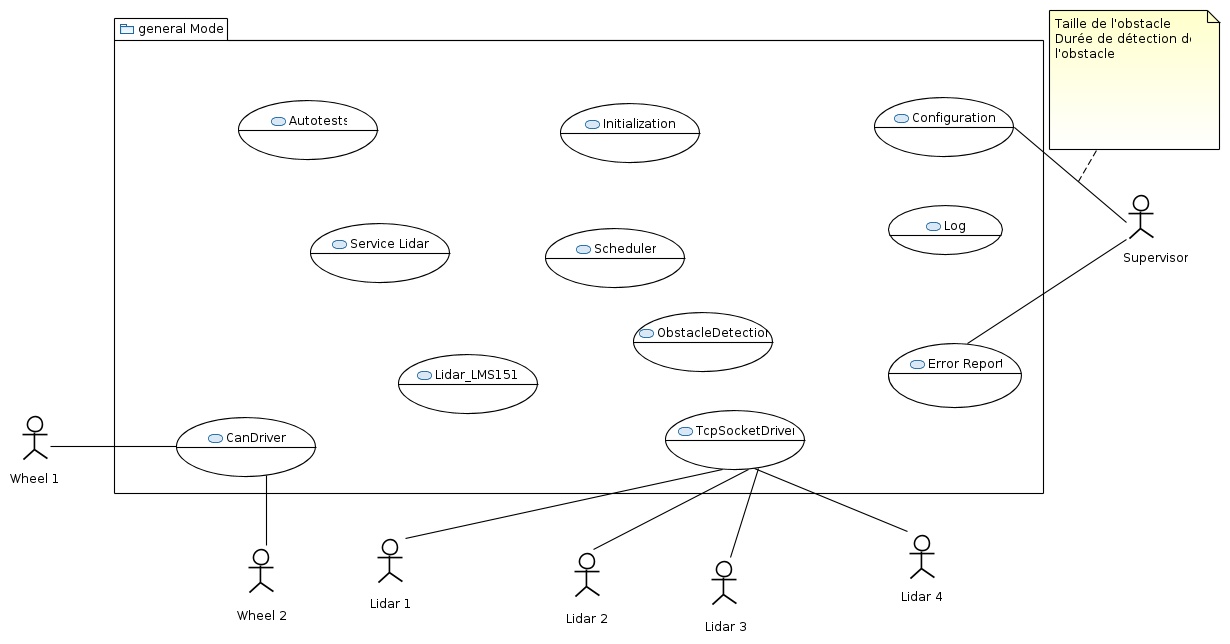 general Mode
Taille de l'obstacle
Durée de détection de
l'obstacle
Autotests
Initialization
Configuration
Log
Service Lidar
Scheduler
Supervisor
ObstacleDetection
Lidar_LMS151
Error Report
CanDriver
TcpSocketDriver
Wheel 1
Wheel 2
Lidar 1
Lidar 2
Lidar 3
Lidar 4